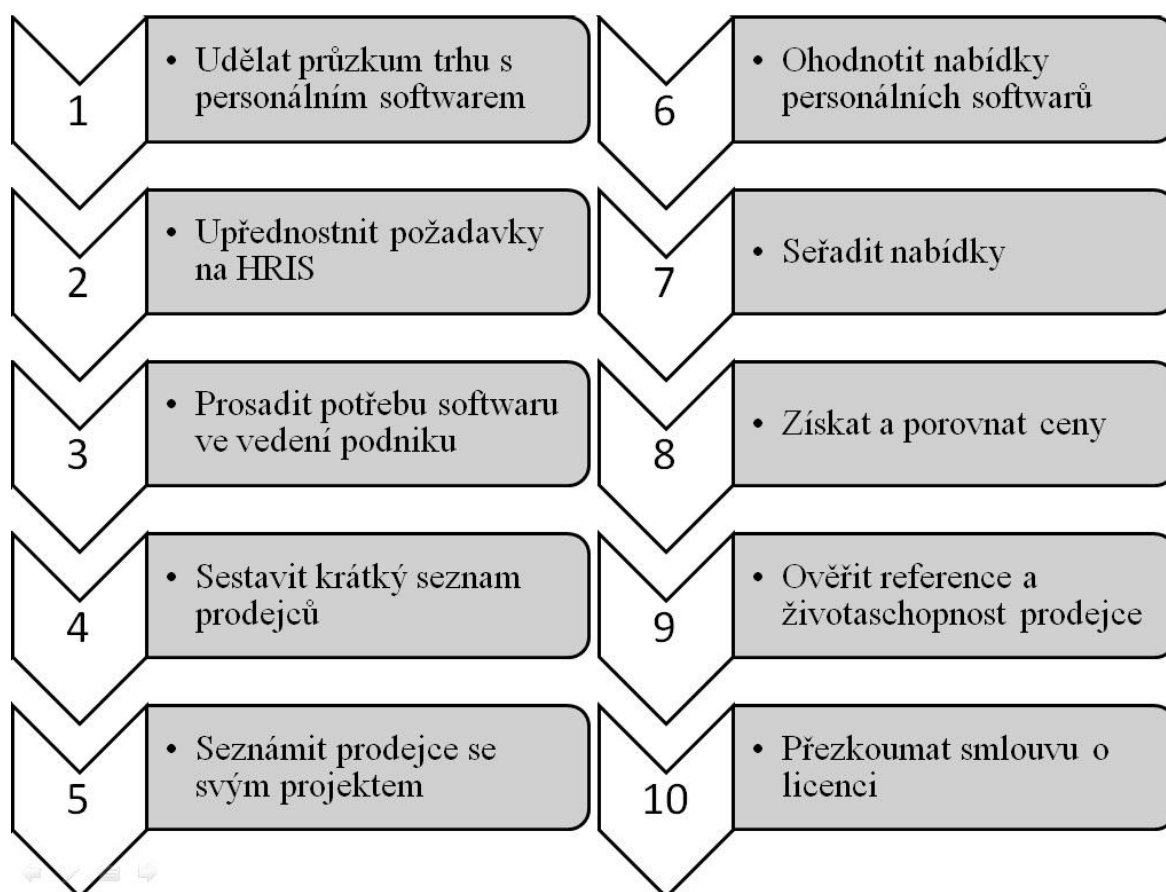 1
• Udělat průzkum trhu s
personálním softwarem
2
• Upřednostnit požadavky
na HRIS
3
• Prosadit potřebu softwaru
ve vedení podniku
4
• Sestavit krátký seznam
prodejců
5
• Seznámit prodejce se
svým projektem
6
• Ohodnotit nabídky
personálních softwarů
7
• Seřadit nabídky
8
• Získat a porovnat ceny
9
• Ověřit reference a
životaschopnost prodejce
10
• Přezkoumat smlouvu o
licenci